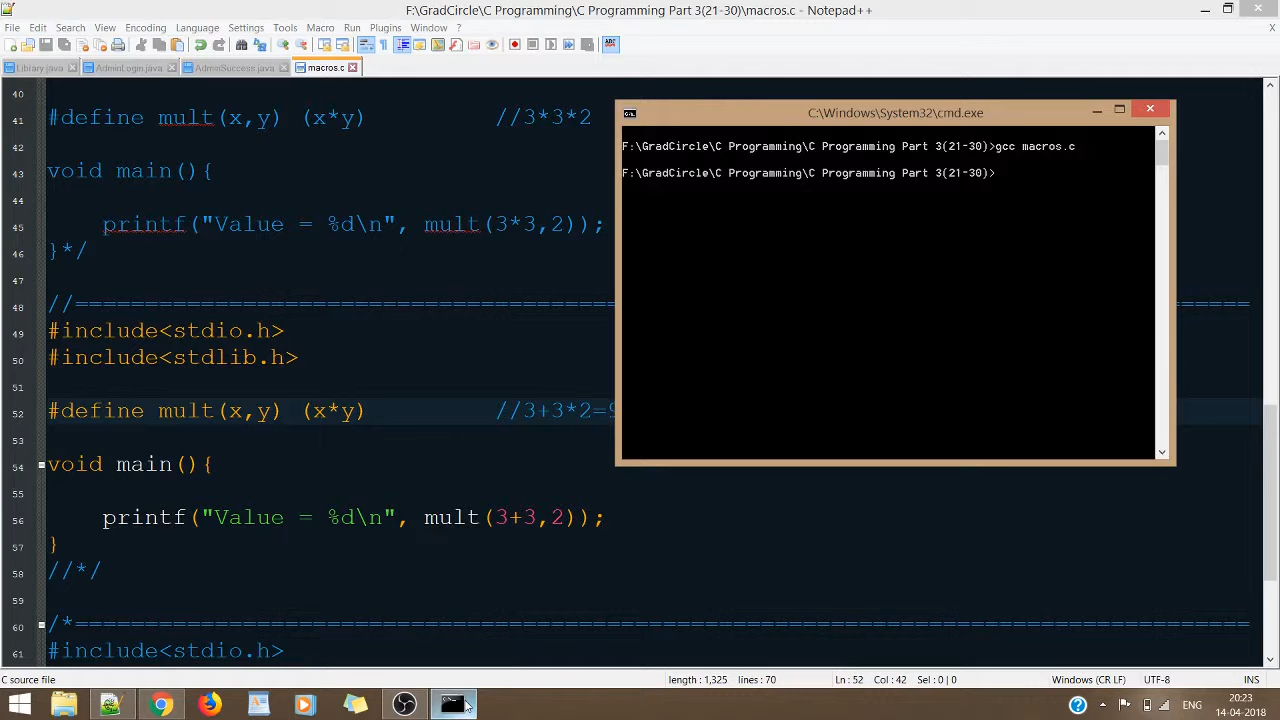 F:\GradCircle\C Programming\C Programming Part 3(21-30)\macros.c - Notepad++
File Edit Search View Encoding Language Settings Tools Macro Run Plugins Window ?
Library.java AdminLogin.java AdminSuccess.java macros.c
40
41 #define mult(x,y) (x*y) //3*3*2
42
43 void main(){
44
45 printf("Value = %d\n", mult(3*3,2));
46 }*/
47
48 //==============================================================
49 #include<stdio.h>
50 #include<stdlib.h>
51
52 #define mult(x,y) (x*y) //3+3*2=9
53
54 void main(){
55
56 printf("Value = %d\n", mult(3+3,2));
57 }
58 //*/
59
60 /*==============================================================
61 #include<stdio.h>
C:\Windows\System32\cmd.exe
F:\GradCircle\C Programming\C Programming Part 3(21-30)>gcc macros.c
F:\GradCircle\C Programming\C Programming Part 3(21-30)>
C source file length : 1,325 lines : 70 Ln : 52 Col : 42 Sel : 0 | 0 Windows (CR LF) UTF-8 INS
20:23
14-04-2018